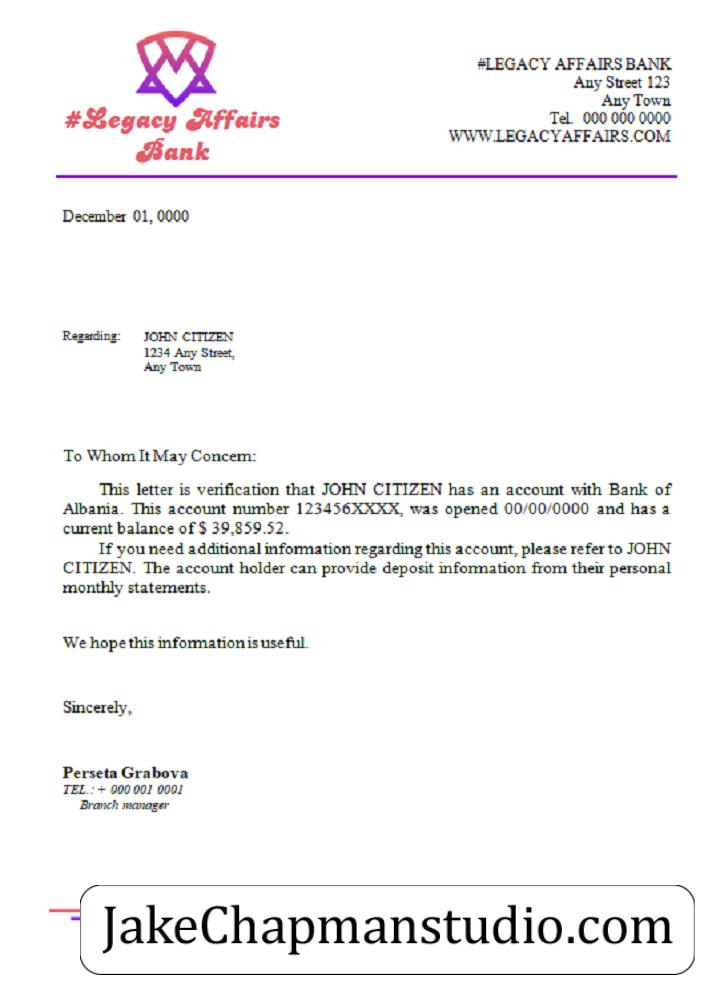 #Legacy Affairs
Bank
#LEGACY AFFAIRS BANK
Any Street 123
Any Town
Tel. 000 000 0000
WWW.LEGACYAFFAIRS.COM
December 01, 0000
Regarding: JOHN CITIZEN
1234 Any Street,
Any Town
To Whom It May Concern:
This letter is verification that JOHN CITIZEN has an account with Bank of
Albania. This account number 123456XXXX, was opened 00/00/0000 and has a
current balance of $ 39,859.52.
If you need additional information regarding this account, please refer to JOHN
CITIZEN. The account holder can provide deposit information from their personal
monthly statements.
We hope this information is useful.
Sincerely,
Perseta Grabova
TEL.: + 000 001 0001
Branch manager
JakeChapmanstudio.com